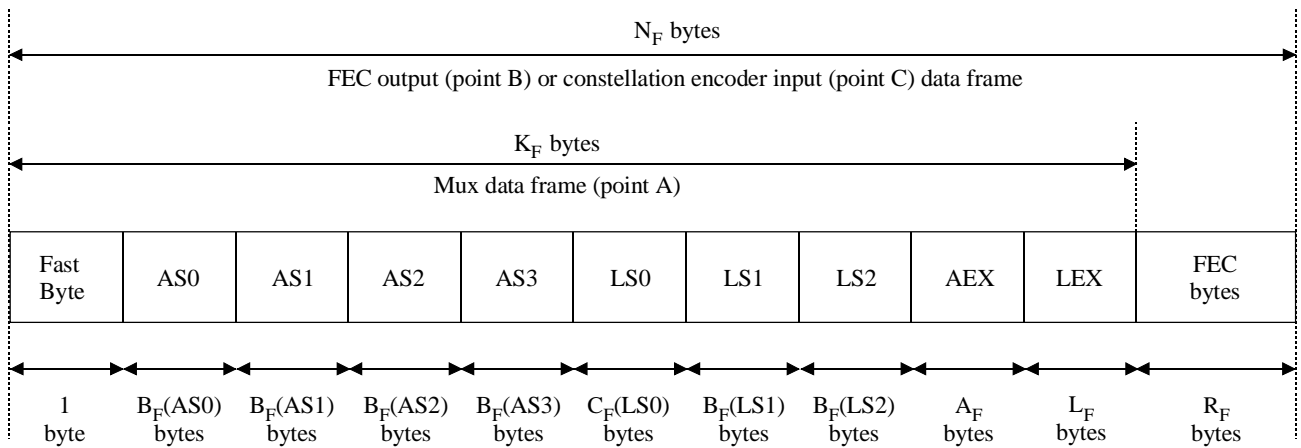 N_F bytes
FEC output (point B) or constellation encoder input (point C) data frame
K_F bytes
Mux data frame (point A)
Fast Byte
AS0
AS1
AS2
AS3
LS0
LS1
LS2
AEX
LEX
FEC bytes
1 byte
B_F(AS0) bytes
B_F(AS1) bytes
B_F(AS2) bytes
B_F(AS3) bytes
C_F(LS0) bytes
B_F(LS1) bytes
B_F(LS2) bytes
A_F bytes
L_F bytes
R_F bytes